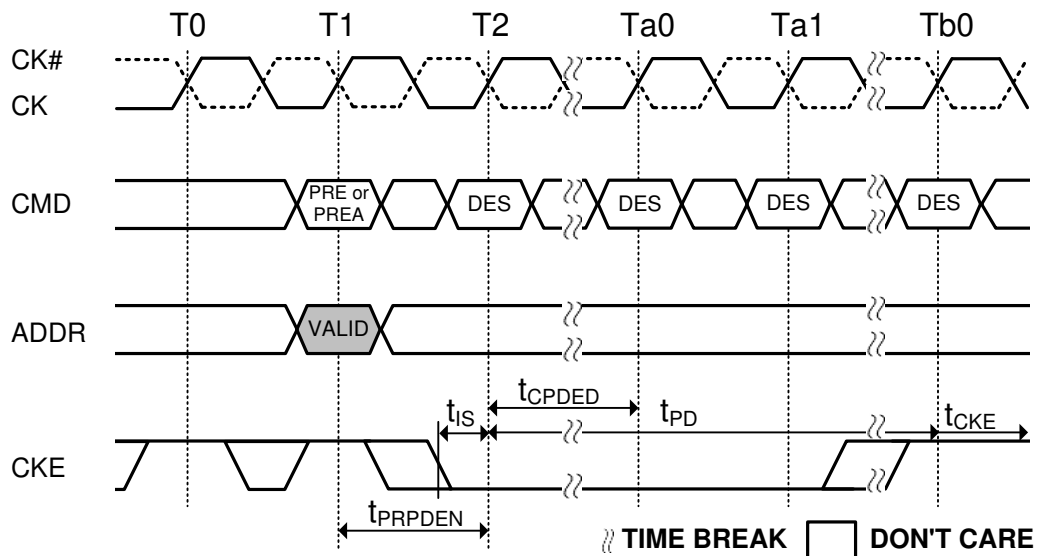 T0 T1 T2 Ta0 Ta1 Tb0
CK#
CK
CMD
PRE or
PREA
DES DES DES DES
ADDR
VALID
tCPDED
tIS tPD tCKE
CKE
tPRPDEN
TIME BREAK DON'T CARE